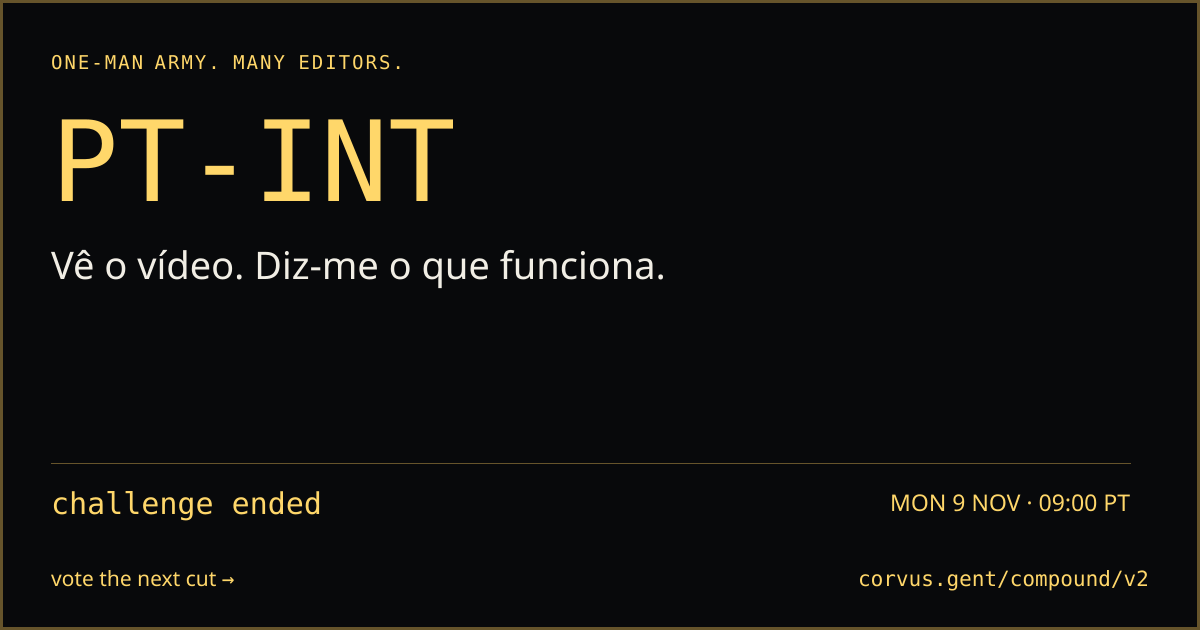 ONE-MAN ARMY. MANY EDITORS.
PT-INT
Vê o vídeo. Diz-me o que funciona.
challenge ended
MON 9 NOV · 09:00 PT
vote the next cut →
corvus.gent/compound/v2